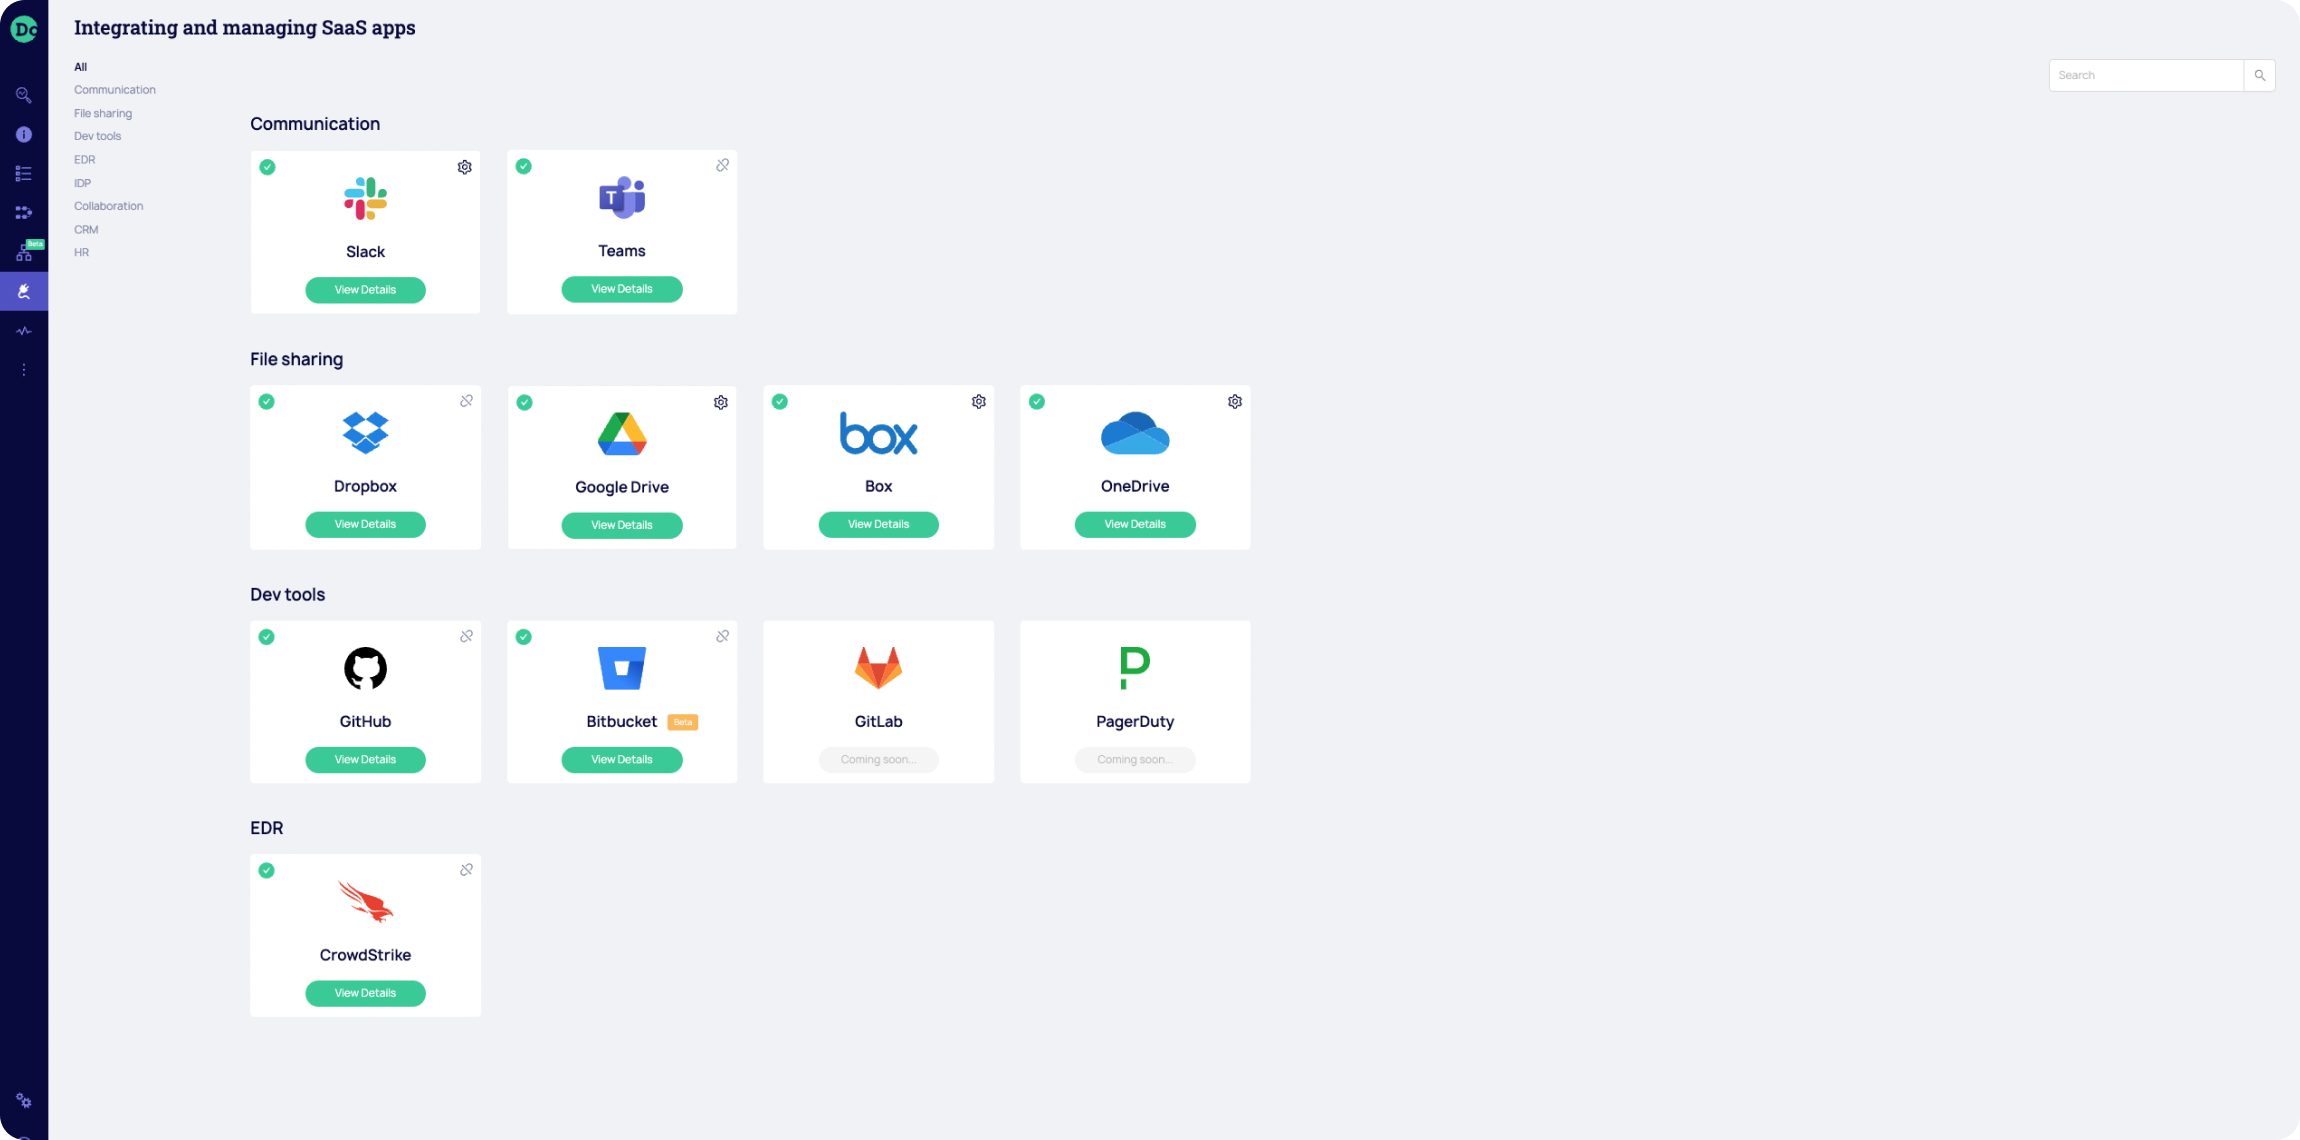 Integrating and managing SaaS apps
All
Communication
File sharing
Dev tools
EDR
IDP
Collaboration
CRM
HR
Beta
Search
Communication
Slack
Teams
View Details
View Details
File sharing
box
Dropbox
Google Drive
Box
OneDrive
View Details
View Details
View Details
View Details
Dev tools
GitHub
Bitbucket Beta
GitLab
PagerDuty
View Details
View Details
Coming soon...
Coming soon...
EDR
CrowdStrike
View Details